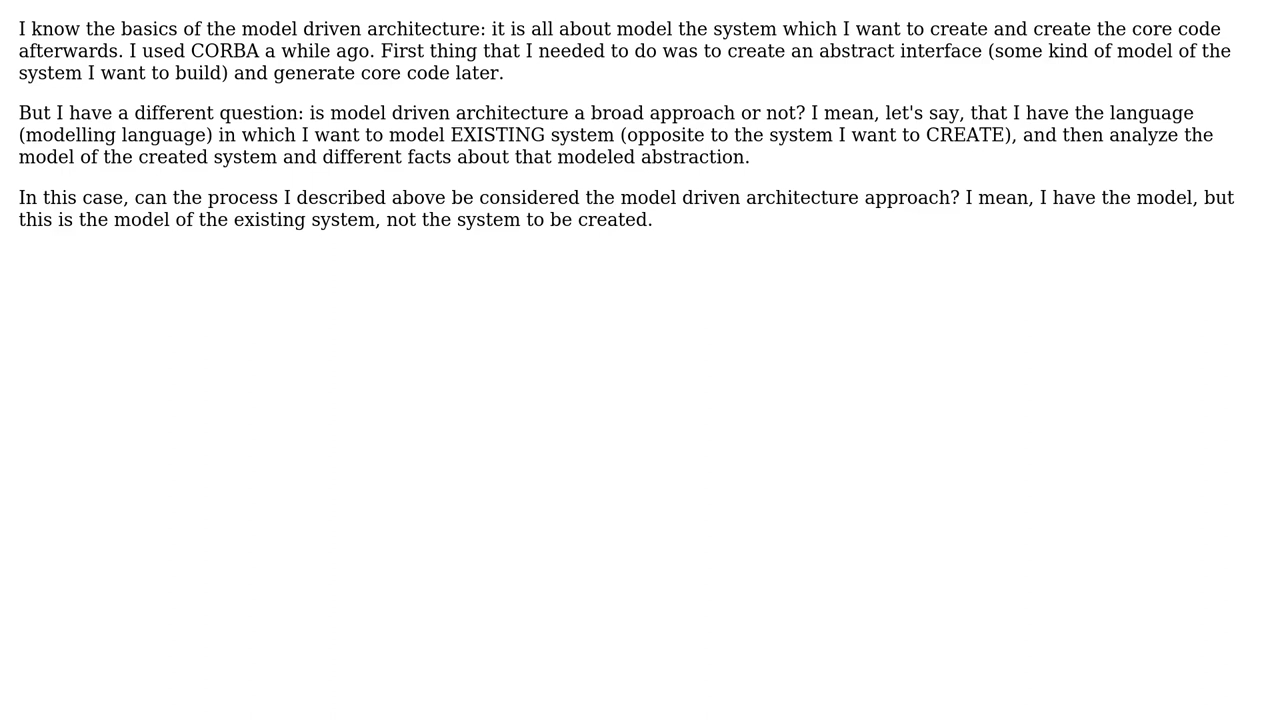 I know the basics of the model driven architecture: it is all about model the system which I want to create and create the core code
afterwards. I used CORBA a while ago. First thing that I needed to do was to create an abstract interface (some kind of model of the
system I want to build) and generate core code later.
But I have a different question: is model driven architecture a broad approach or not? I mean, let's say, that I have the language
(modelling language) in which I want to model EXISTING system (opposite to the system I want to CREATE), and then analyze the
model of the created system and different facts about that modeled abstraction.
In this case, can the process I described above be considered the model driven architecture approach? I mean, I have the model, but
this is the model of the existing system, not the system to be created.